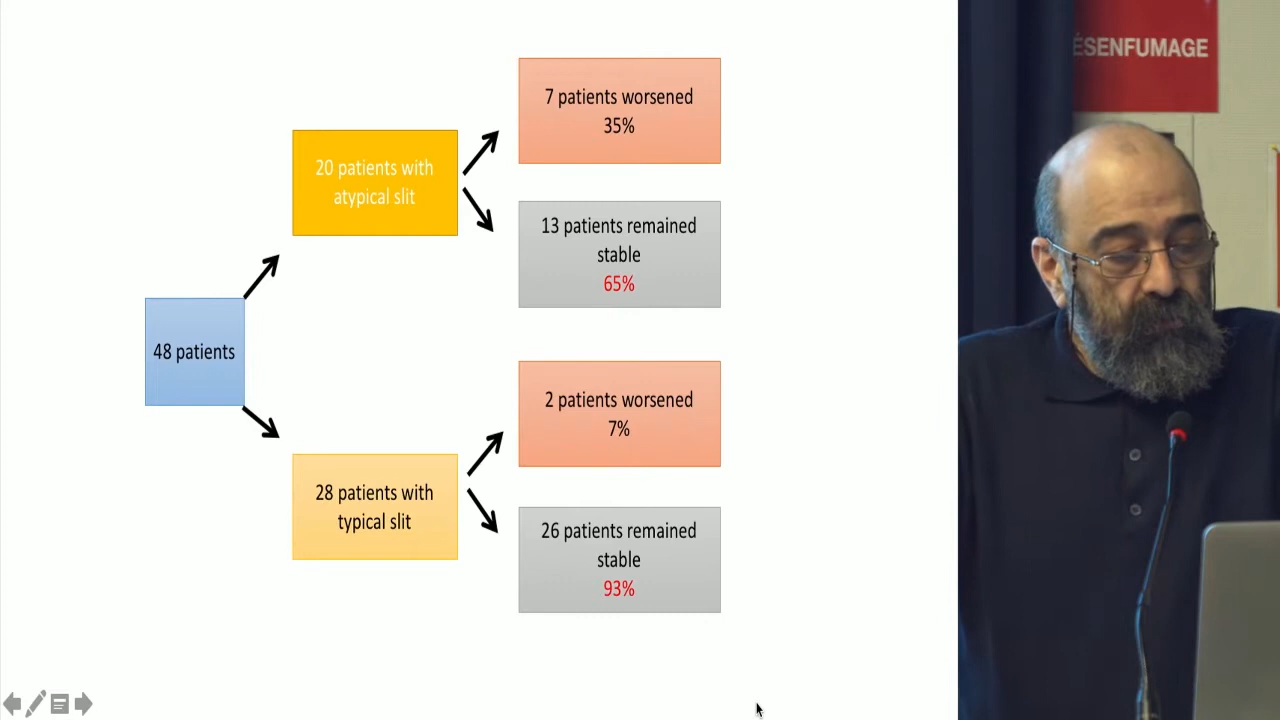 7 patients worsened
35%
20 patients with
atypical slit
13 patients remained
stable
65%
48 patients
2 patients worsened
7%
28 patients with
typical slit
26 patients remained
stable
93%
ÉSENFUMAGE